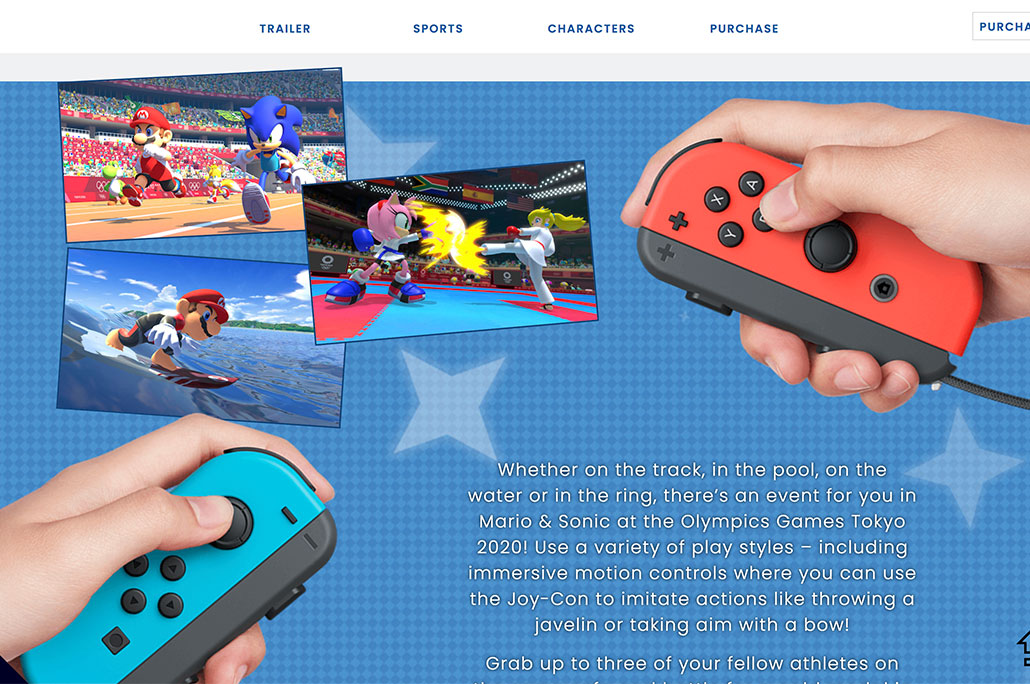 TRAILER
SPORTS
CHARACTERS
PURCHASE
X
A
Y
Whether on the track, in the pool, on the
water or in the ring, there’s an event for you in
Mario & Sonic at the Olympics Games Tokyo
2020! Use a variety of play styles – including
immersive motion controls where you can use
the Joy-Con to imitate actions like throwing a
javelin or taking aim with a bow!
Grab up to three of your fellow athletes on